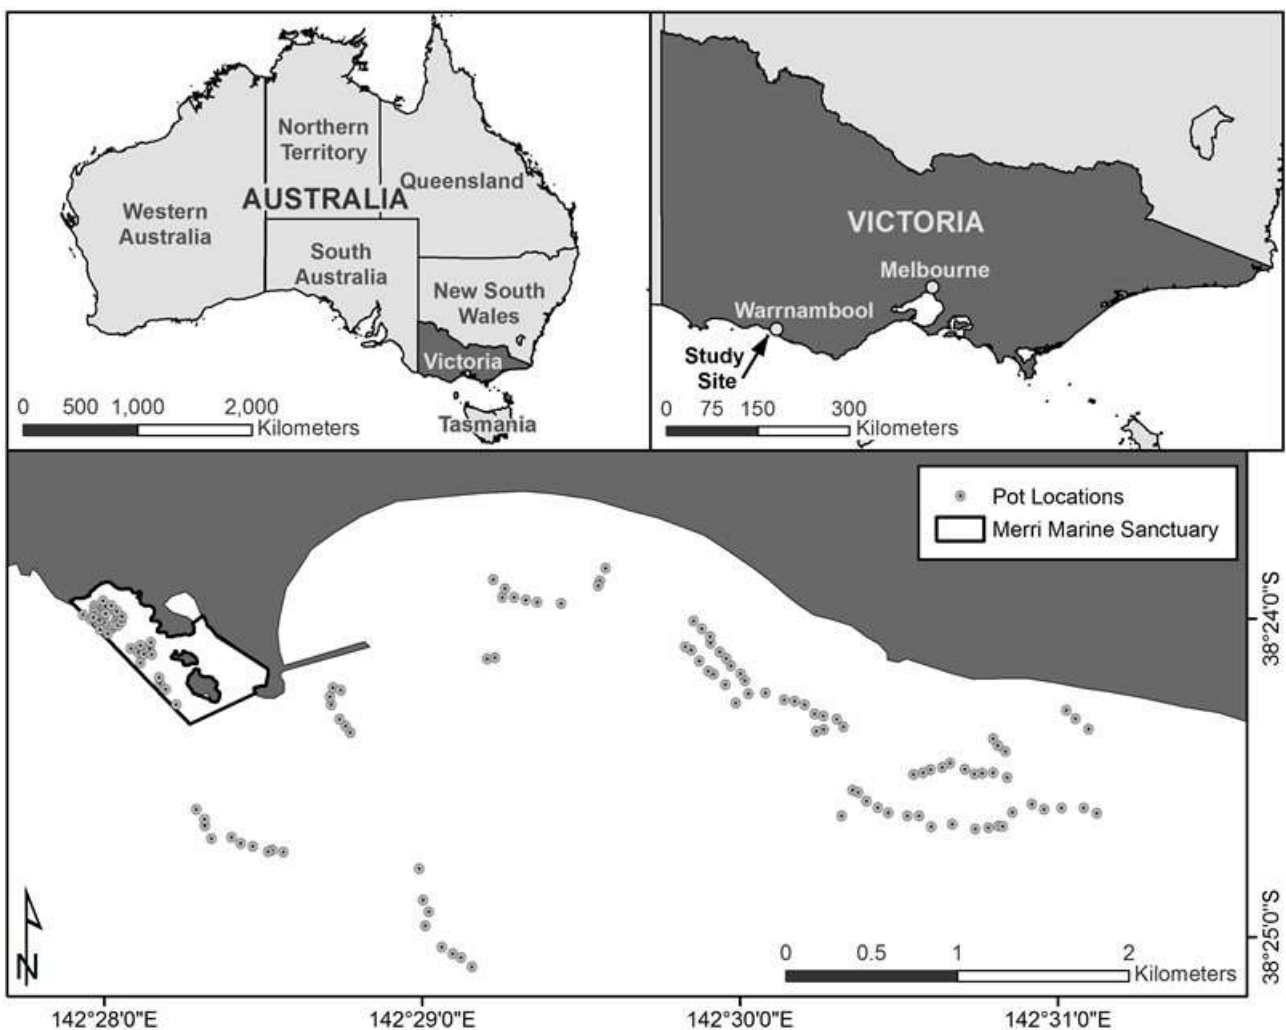 Northern
Territory
Queensland
AUSTRALIA
Western
Australia
South
Australia
New South
Wales
Victoria
Tasmania
0 500 1,000 2,000
Kilometers
VICTORIA
Melbourne
Warrnambool
Study
Site
0 75 150 300
Kilometers
Pot Locations
Merri Marine Sanctuary
38°24'0"S
38°25'0"S
N
0 0.5 1 2
Kilometers
142°28'0"E 142°29'0"E 142°30'0"E 142°31'0"E